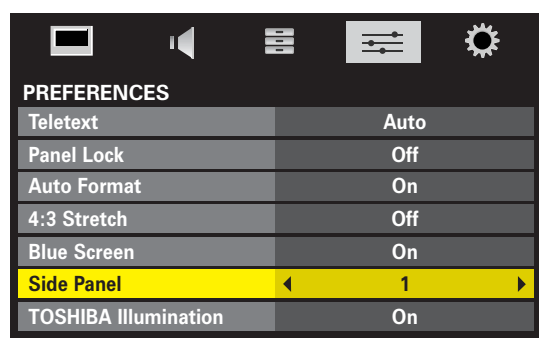 PREFERENCES
Teletext Auto
Panel Lock Off
Auto Format On
4:3 Stretch Off
Blue Screen On
Side Panel 1
TOSHIBA Illumination On